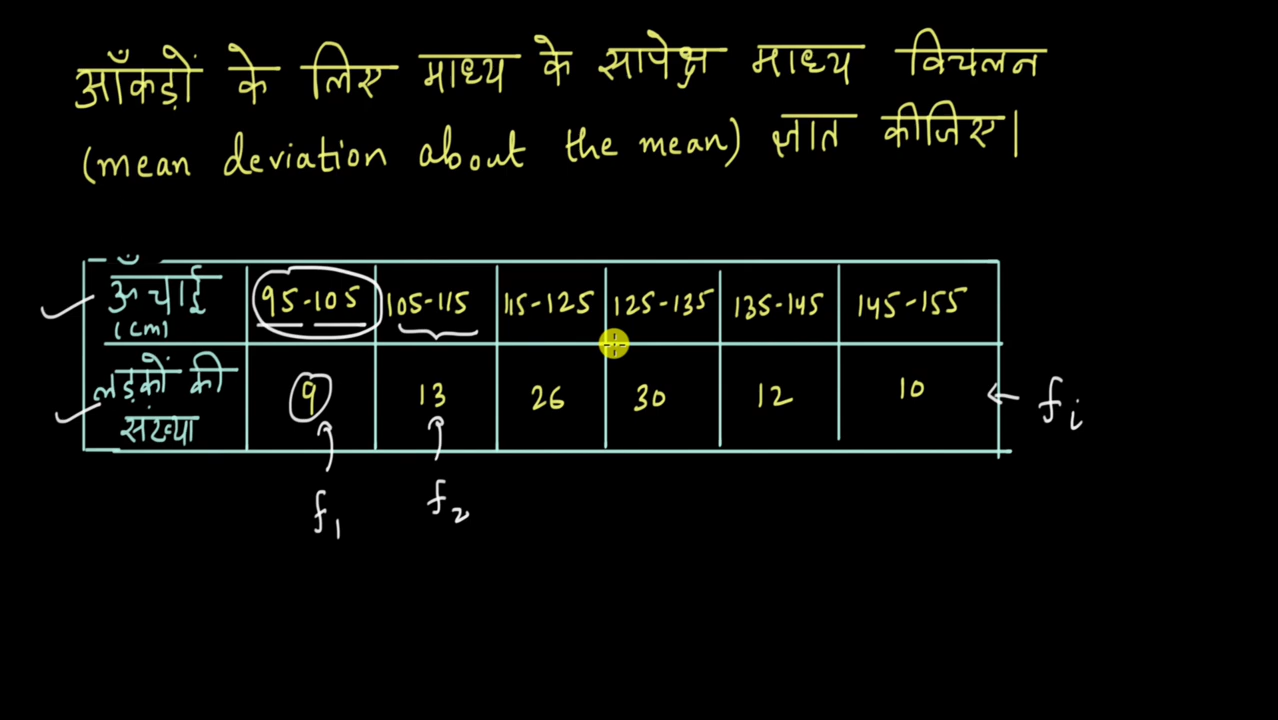 आँकड़ों के लिए माध्य के सापेक्ष माध्य विचलन
(mean deviation about the mean) ज्ञात कीजिए।
ऊँचाई (cm) 95-105 105-115 115-125 125-135 135-145 145-155
लड़कों की संख्या 9 13 26 30 12 10 ← fi
f1 f2